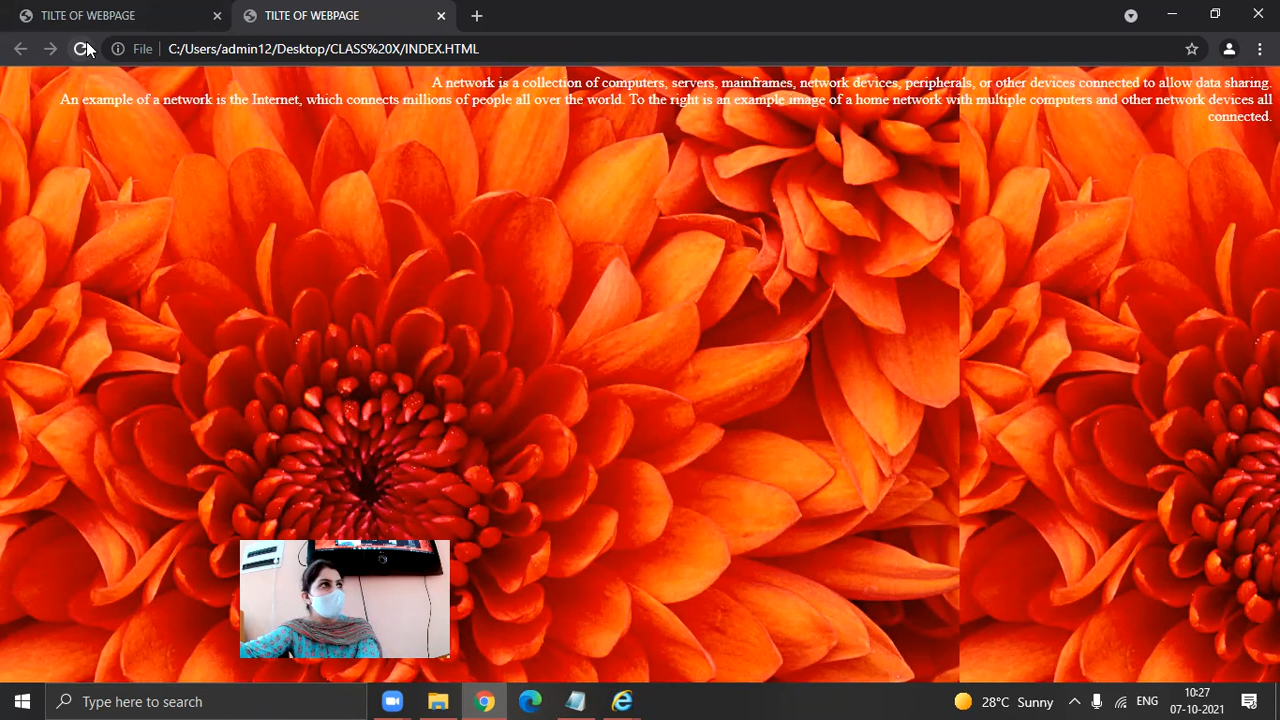 TILTE OF WEBPAGE
TILTE OF WEBPAGE
File
C:/Users/admin12/Desktop/CLASS%20X/INDEX.HTML
A network is a collection of computers, servers, mainframes, network devices, peripherals, or other devices connected to allow data sharing.
An example of a network is the Internet, which connects millions of people all over the world. To the right is an example image of a home network with multiple computers and other network devices all
connected.
Type here to search
28°C Sunny
ENG
10:27
07-10-2021